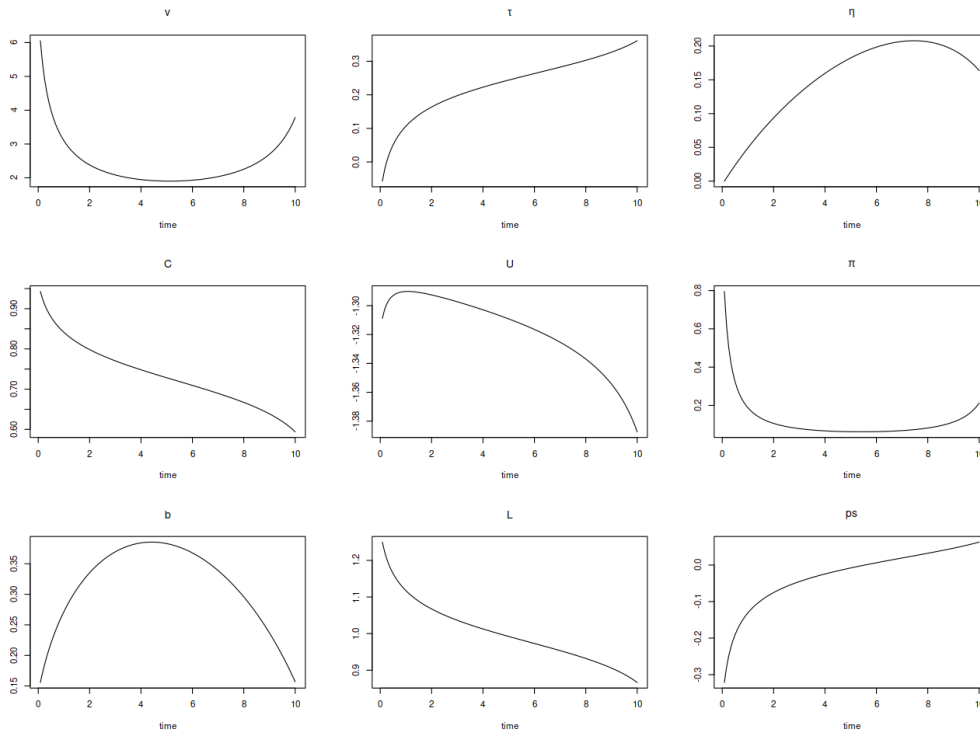 v
6
5
4
3
2
0 2 4 6 8 10
time
τ
0.3
0.2
0.1
0.0
0 2 4 6 8 10
time
η
0.20
0.15
0.10
0.05
0.00
0 2 4 6 8
time
C
0.90
0.80
0.70
0.60
0 2 4 6 8 10
time
U
-1.30
-1.32
-1.34
-1.36
-1.38
0 2 4 6 8 10
time
π
0.8
0.6
0.4
0.2
0 2 4 6 8
time
b
0.35
0.30
0.25
0.20
0.15
0 2 4 6 8 10
time
L
1.2
1.1
1.0
0.9
0 2 4 6 8 10
time
ps
0.0
-0.1
-0.2
-0.3
0 2 4 6 8
time